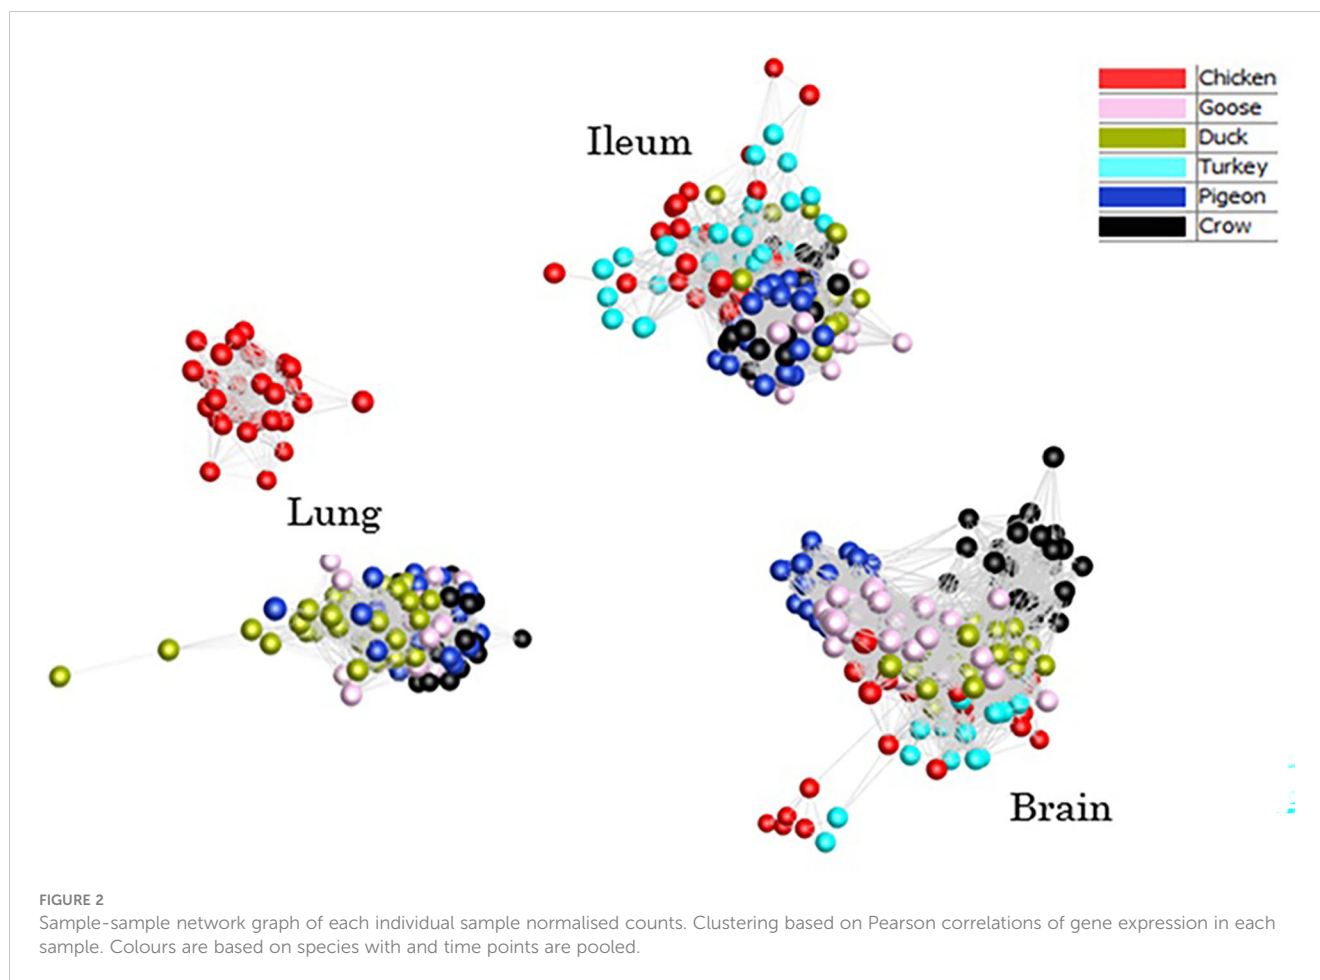 Ileum
Chicken
Goose
Duck
Turkey
Pigeon
Crow
Lung
Brain
FIGURE 2
Sample-sample network graph of each individual sample normalised counts. Clustering based on Pearson correlations of gene expression in each
sample. Colours are based on species with and time points are pooled.